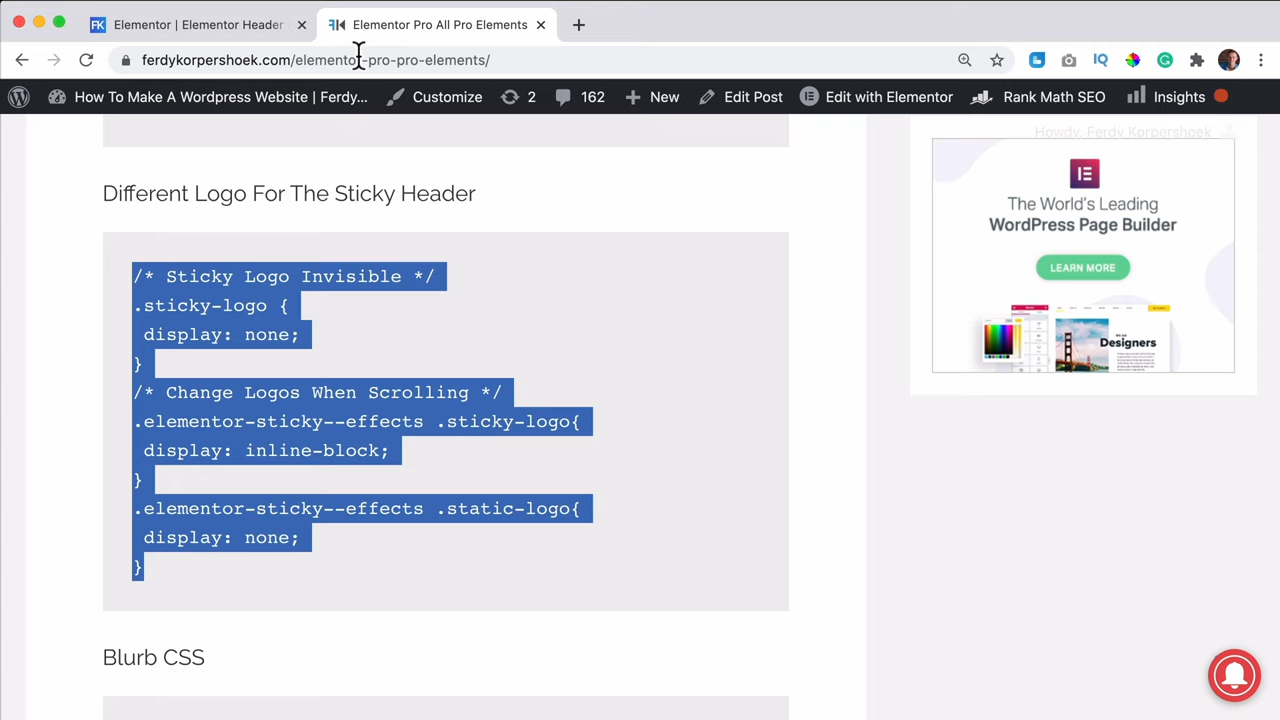 FK Elementor | Elementor Header
Elementor Pro All Pro Elements
ferdykorpershoek.com/elementor-pro-pro-elements/
How To Make A Wordpress Website | Ferdy...
Customize
2
162
New
Edit Post
Edit with Elementor
Rank Math SEO
Insights
Howdy, Ferdy Korpershoek
Different Logo For The Sticky Header
/* Sticky Logo Invisible */
.sticky-logo {
display: none;
}
/* Change Logos When Scrolling */
.elementor-sticky--effects .sticky-logo{
display: inline-block;
}
.elementor-sticky--effects .static-logo{
display: none;
}
The World's Leading
WordPress Page Builder
LEARN MORE
Designers
Blurb CSS